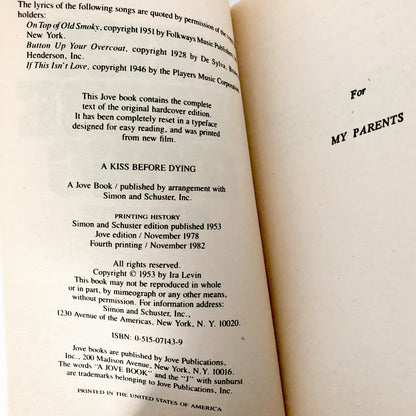 The lyrics of the following songs are quoted by permission of the
holders:
On Top of Old Smoky, copyright 1951 by Folkways Music Publishers,
New York.
Button Up Your Overcoat, copyright 1928 by De Sylva, Brown
Henderson, Inc.
If This Isn't Love, copyright 1946 by the Players Music Corporation
This Jove book contains the complete
text of the original hardcover edition.
It has been completely reset in a typeface
designed for easy reading, and was printed
from new film.
A KISS BEFORE DYING
A Jove Book / published by arrangement with
Simon and Schuster, Inc.
PRINTING HISTORY
Simon and Schuster edition published 1953
Jove edition / November 1978
Fourth printing / November 1982
All rights reserved.
Copyright © 1953 by Ira Levin
This book may not be reproduced in whole
or in part, by mimeograph or any other means,
without permission. For information address:
Simon and Schuster, Inc.,
1230 Avenue of the Americas, New York, N. Y. 10020.
ISBN: 0-515-07143-9
Jove books are published by Jove Publications,
Inc., 200 Madison Avenue, New York, N.Y. 10016.
The words "A JOVE BOOK" and the "J" with sunburst
are trademarks belonging to Jove Publications, Inc.
PRINTED IN THE UNITED STATES OF AMERICA
For
MY PARENTS